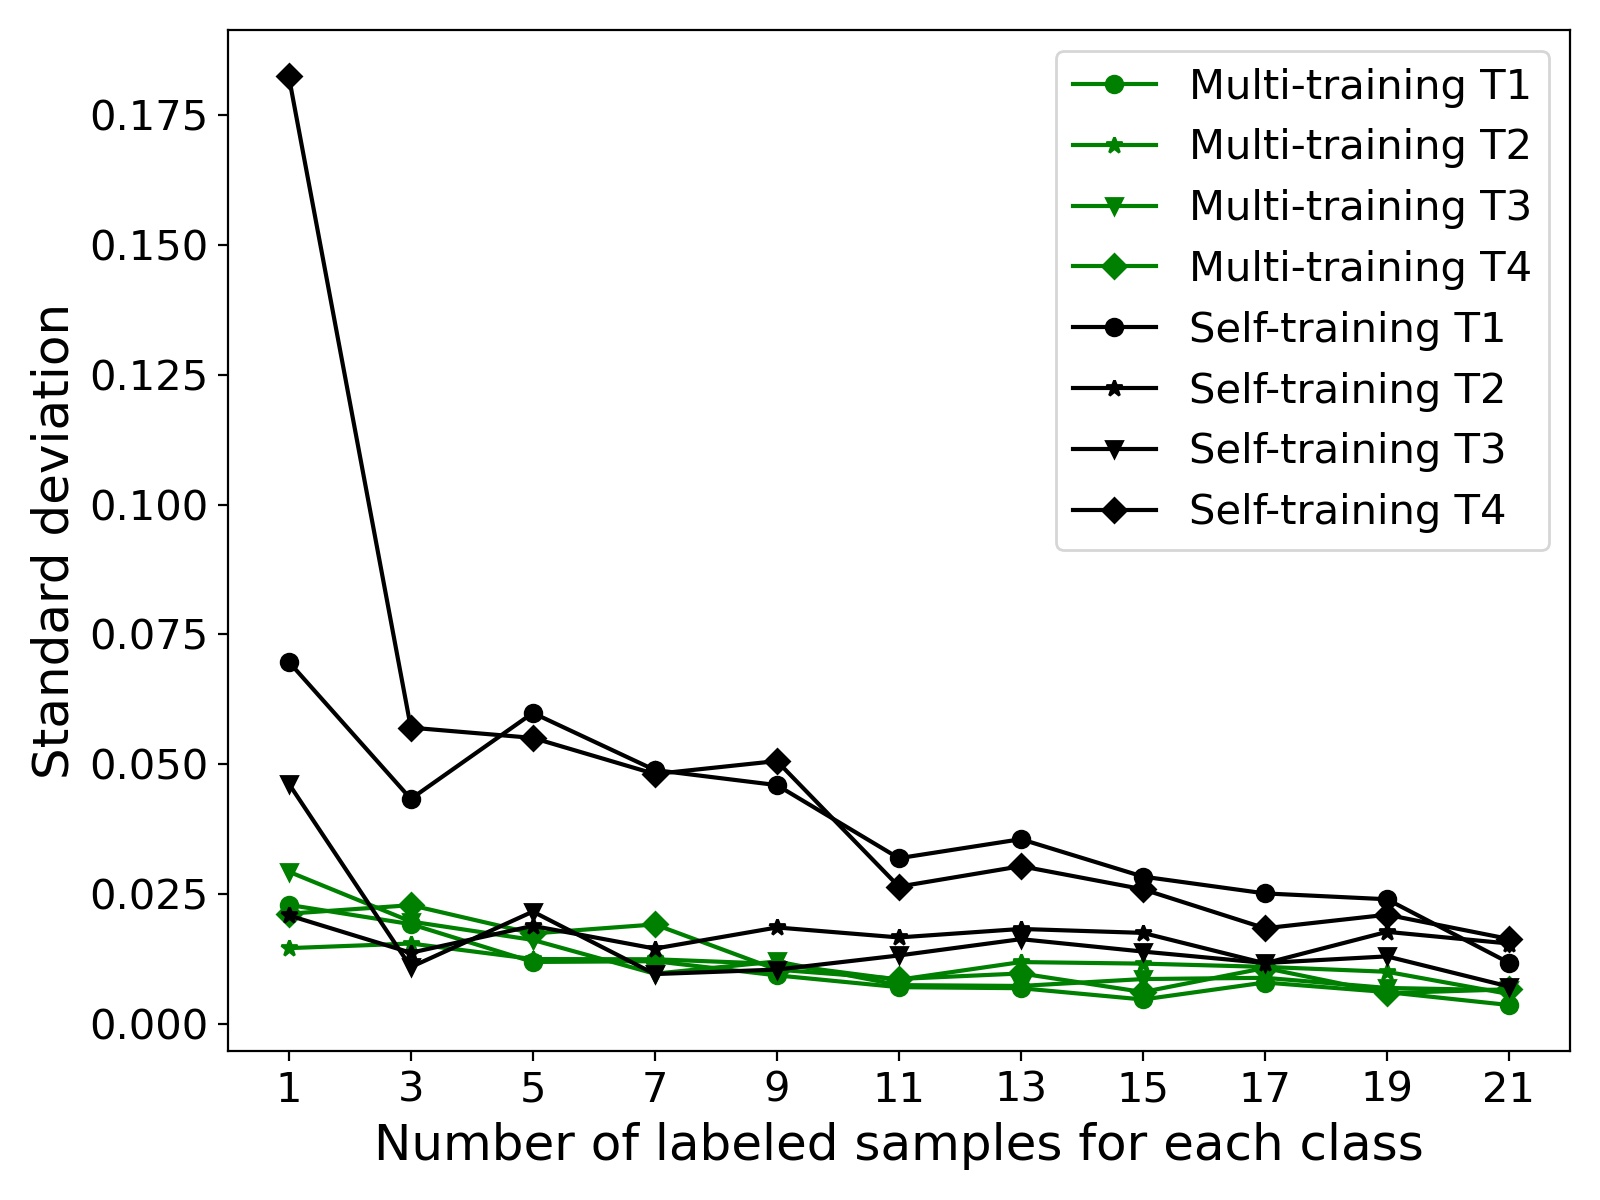 Standard deviation
0.175
0.150
0.125
0.100
0.075
0.050
0.025
0.000
Multi-training T1
Multi-training T2
Multi-training T3
Multi-training T4
Self-training T1
Self-training T2
Self-training T3
Self-training T4
1 3 5 7 9 11 13 15 17 19 21
Number of labeled samples for each class